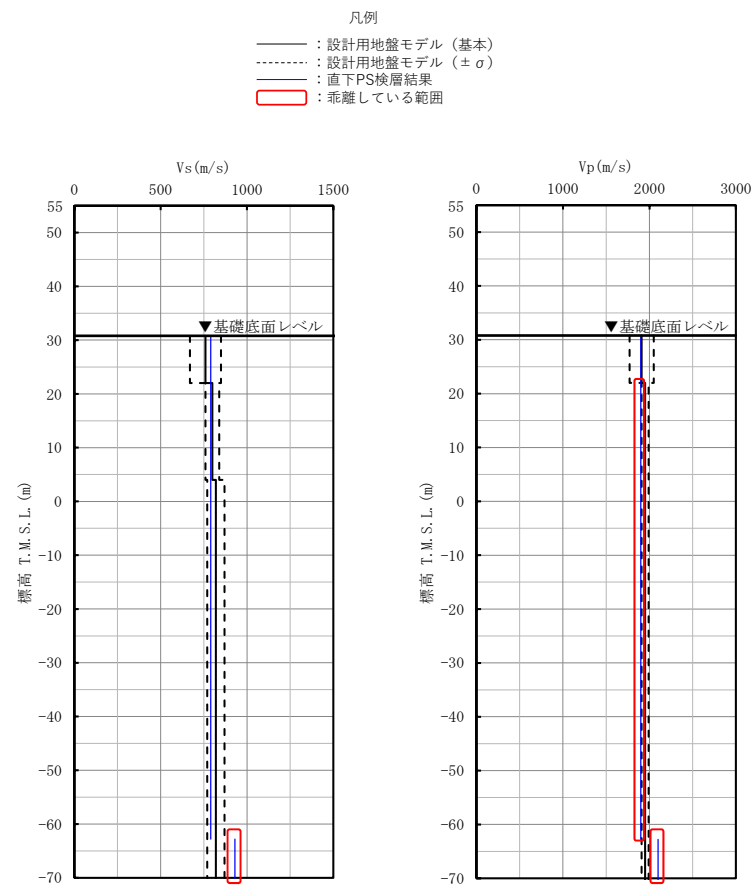 凡例
：設計用地盤モデル（基本）
：設計用地盤モデル（±σ）
：直下PS検層結果
：乖離している範囲
Vs(m/s)
0 500 1000 1500
55
50
40
30
20
10
0
-10
-20
-30
-40
-50
-60
-70
標高 T.M.S.L.(m)
▼基礎底面レベル
Vp(m/s)
0 1000 2000 3000
55
50
40
30
20
10
0
-10
-20
-30
-40
-50
-60
-70
標高 T.M.S.L.(m)
▼基礎底面レベル